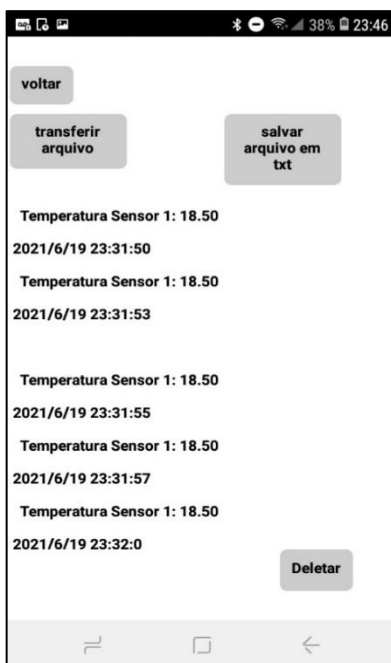 38% 23:46
voltar
transferir
arquivo
salvar
arquivo em
txt
Temperatura Sensor 1: 18.50
2021/6/19 23:31:50
Temperatura Sensor 1: 18.50
2021/6/19 23:31:53
Temperatura Sensor 1: 18.50
2021/6/19 23:31:55
Temperatura Sensor 1: 18.50
2021/6/19 23:31:57
Temperatura Sensor 1: 18.50
2021/6/19 23:32:0
Deletar